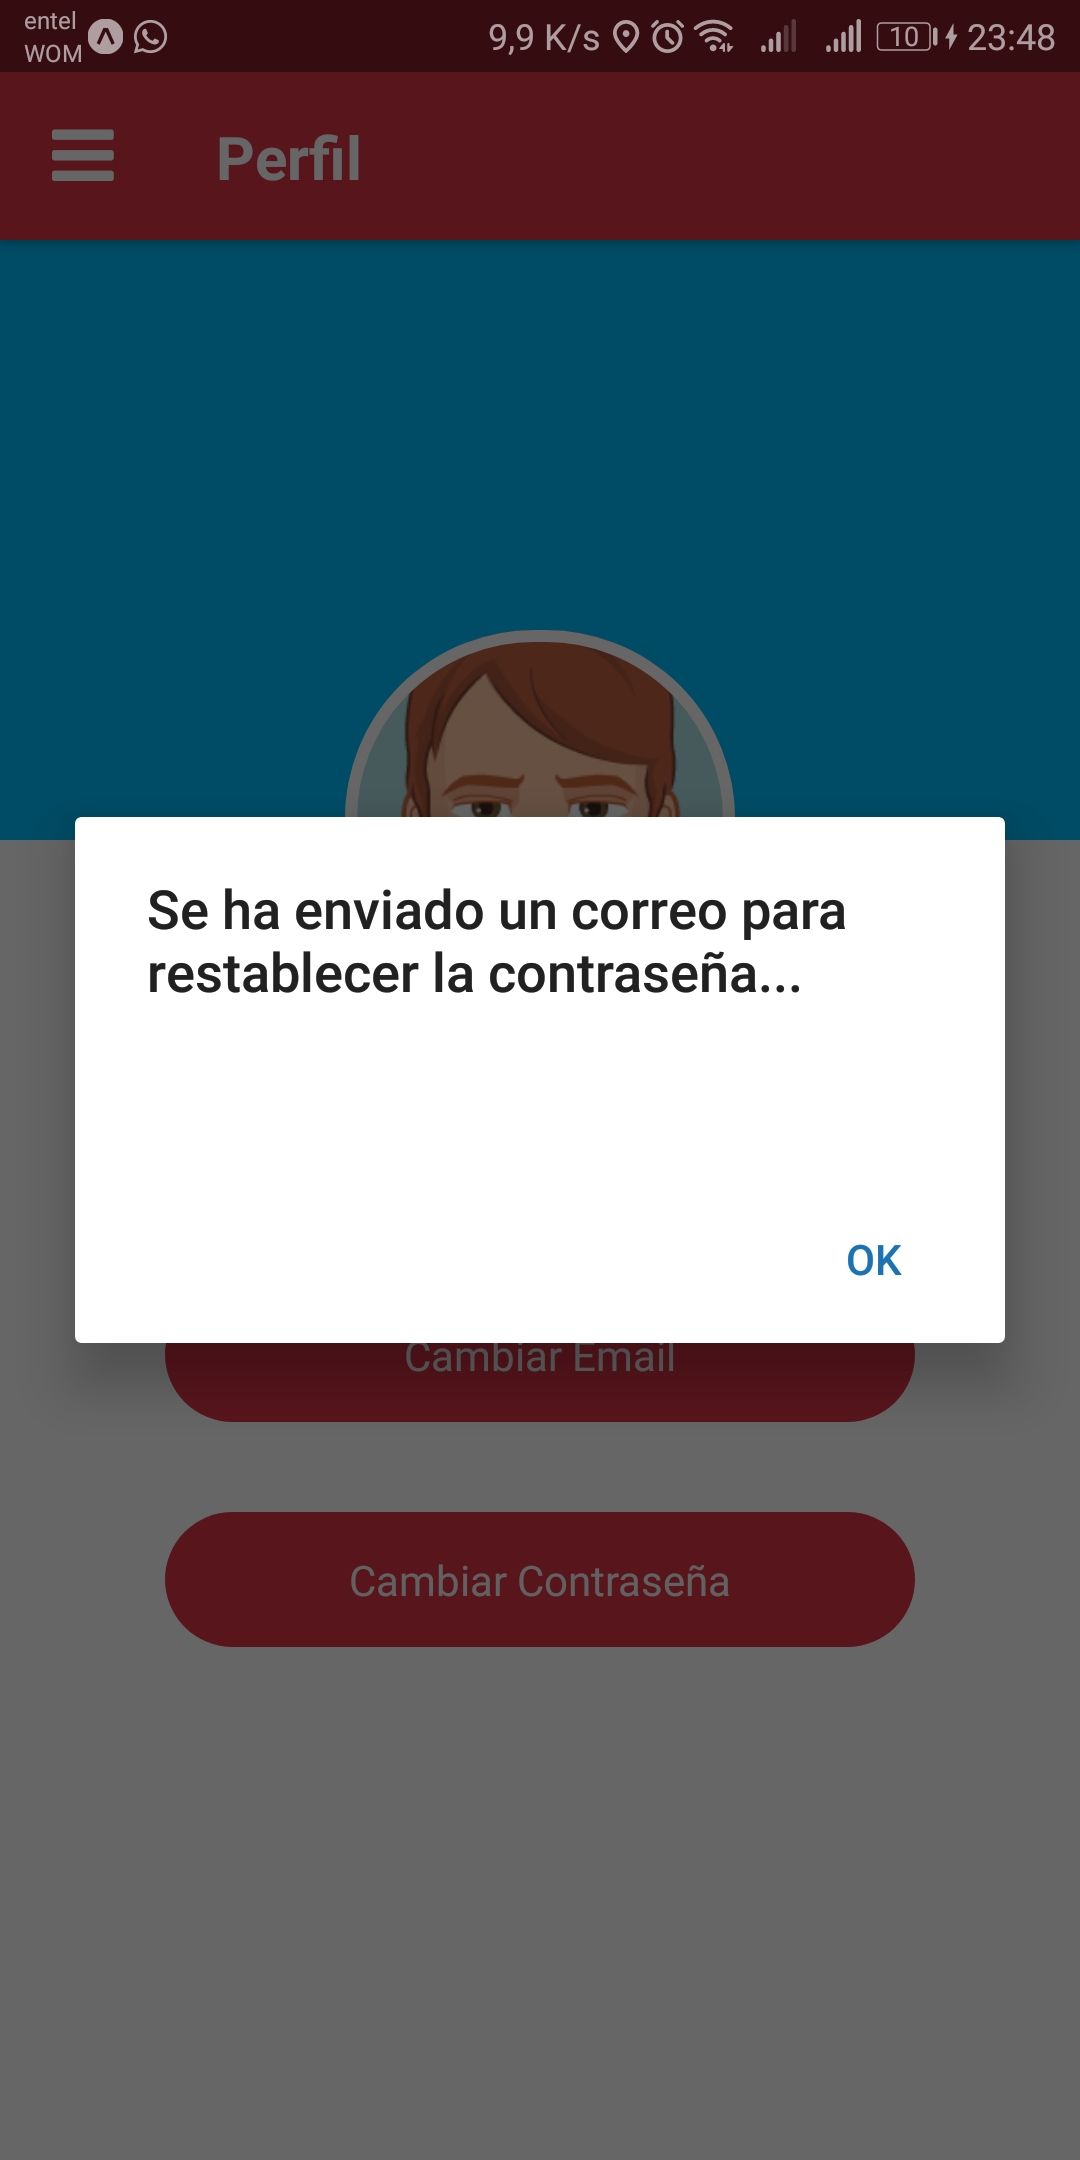 entel
WOM
9,9 K/s
10
23:48
Perfil
Se ha enviado un correo para
restablecer la contraseña...
OK
Cambiar Email
Cambiar Contraseña